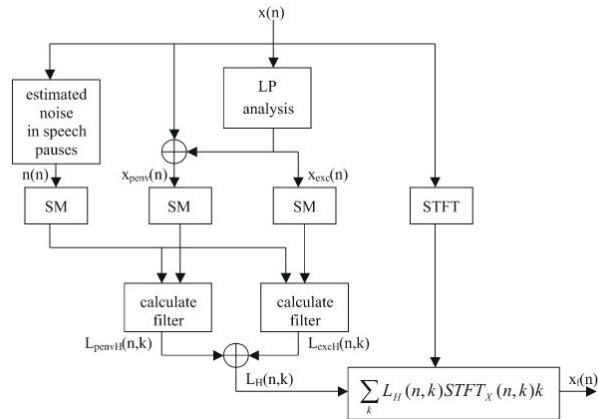 x(n)
estimated
noise
in speech
pauses
LP
analysis
n(n)
x_penv(n)
x_exc(n)
SM
SM
SM
STFT
calculate
filter
calculate
filter
L_penvH(n,k)
L_excH(n,k)
L_H(n,k)
∑_k L_H(n,k)STFT_X(n,k)k
x_f(n)